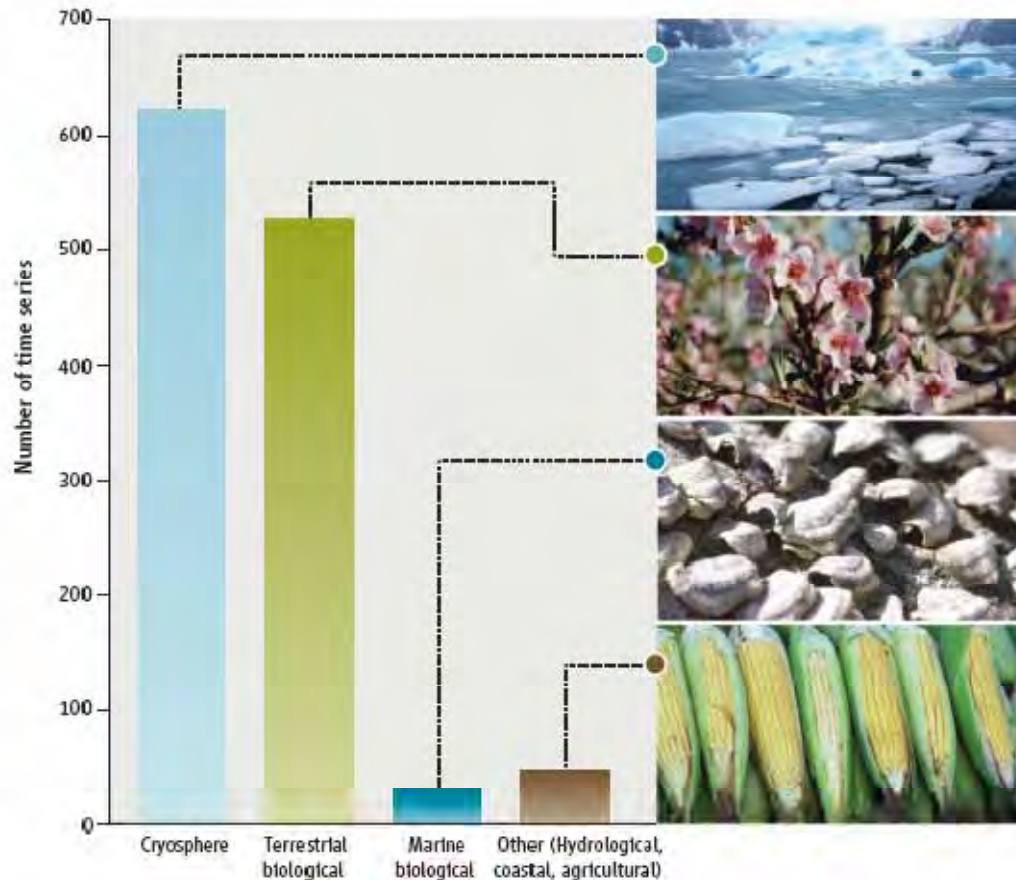 700
600
500
400
300
200
100
0
Number of time series
Cryosphere
Terrestrial
biological
Marine
biological
Other (Hydrological,
coastal, agricultural)